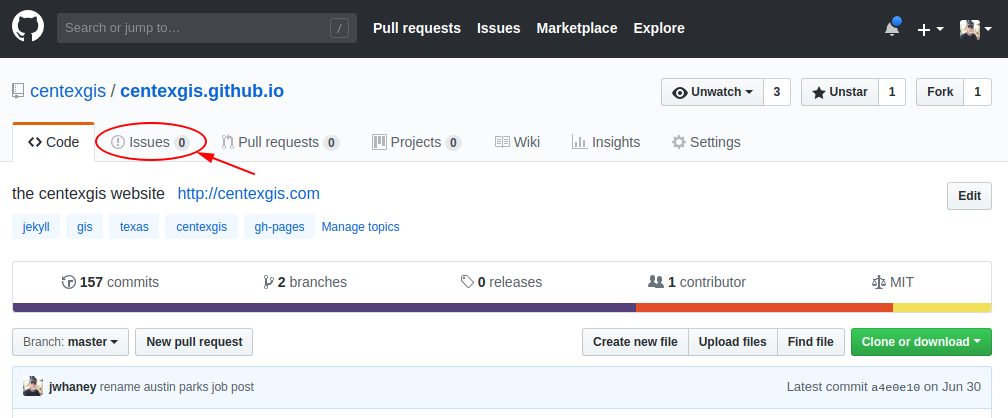 Search or jump to… / Pull requests Issues Marketplace Explore
centexgis / centexgis.github.io Unwatch 3 Unstar 1 Fork 1
Code Issues 0 Pull requests 0 Projects 0 Wiki Insights Settings
the centexgis website http://centexgis.com Edit
jekyll gis texas centexgis gh-pages Manage topics
157 commits 2 branches 0 releases 1 contributor MIT
Branch: master New pull request Create new file Upload files Find file Clone or download
jwhaney rename austin parks job post Latest commit a4e0e10 on Jun 30